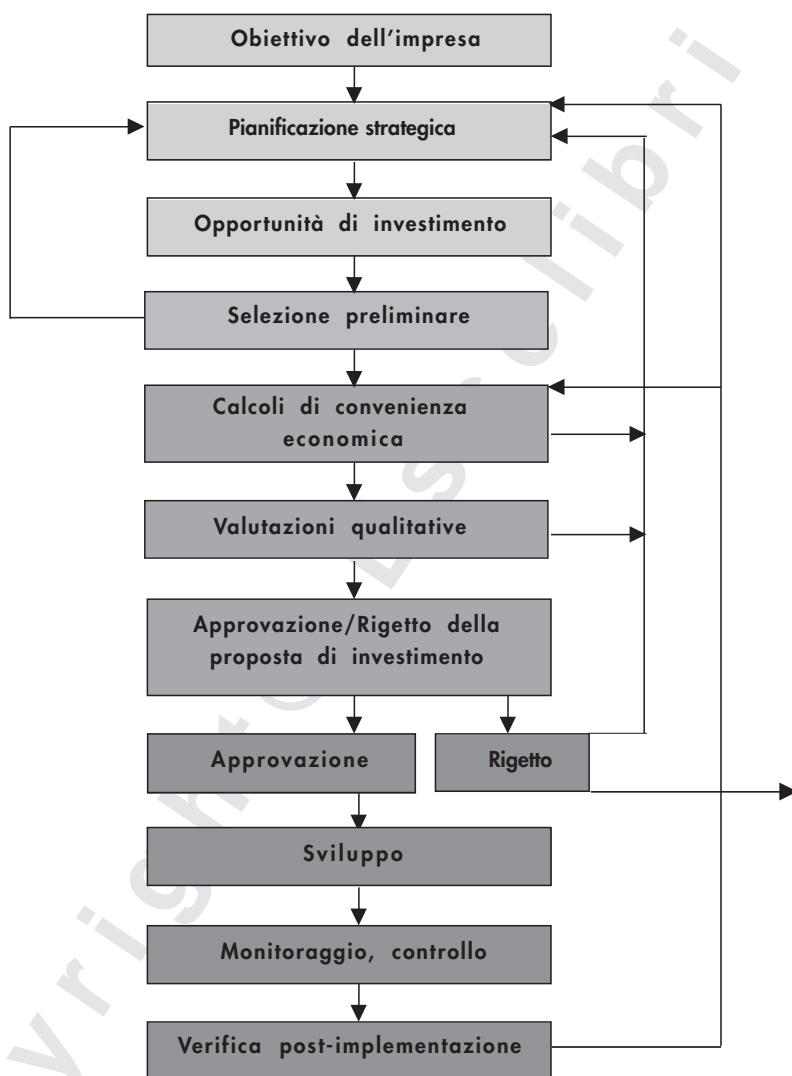 Obiettivo dell'impresa
Pianificazione strategica
Opportunità di investimento
Selezione preliminare
Calcoli di convenienza
economica
Valutazioni qualitative
Approvazione/Rigetto della
proposta di investimento
Approvazione
Rigetto
Sviluppo
Monitoraggio, controllo
Verifica post-implementazione